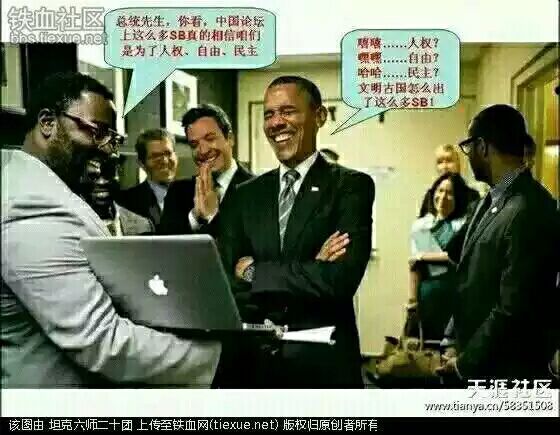 铁血社区
bbs.tiexue.net
总统先生，你看，中国论坛
上这么多SB真的相信咱们
是为了人权、自由、民主
嘻嘻……人权？
嘿嘿……自由？
哈哈……民主？
文明古国怎么出
了这么多SB！
天涯社区
www.tianya.cn/58351508
该图由 坦克六师二十团 上传至铁血网(tiexue.net) 版权归原创者所有